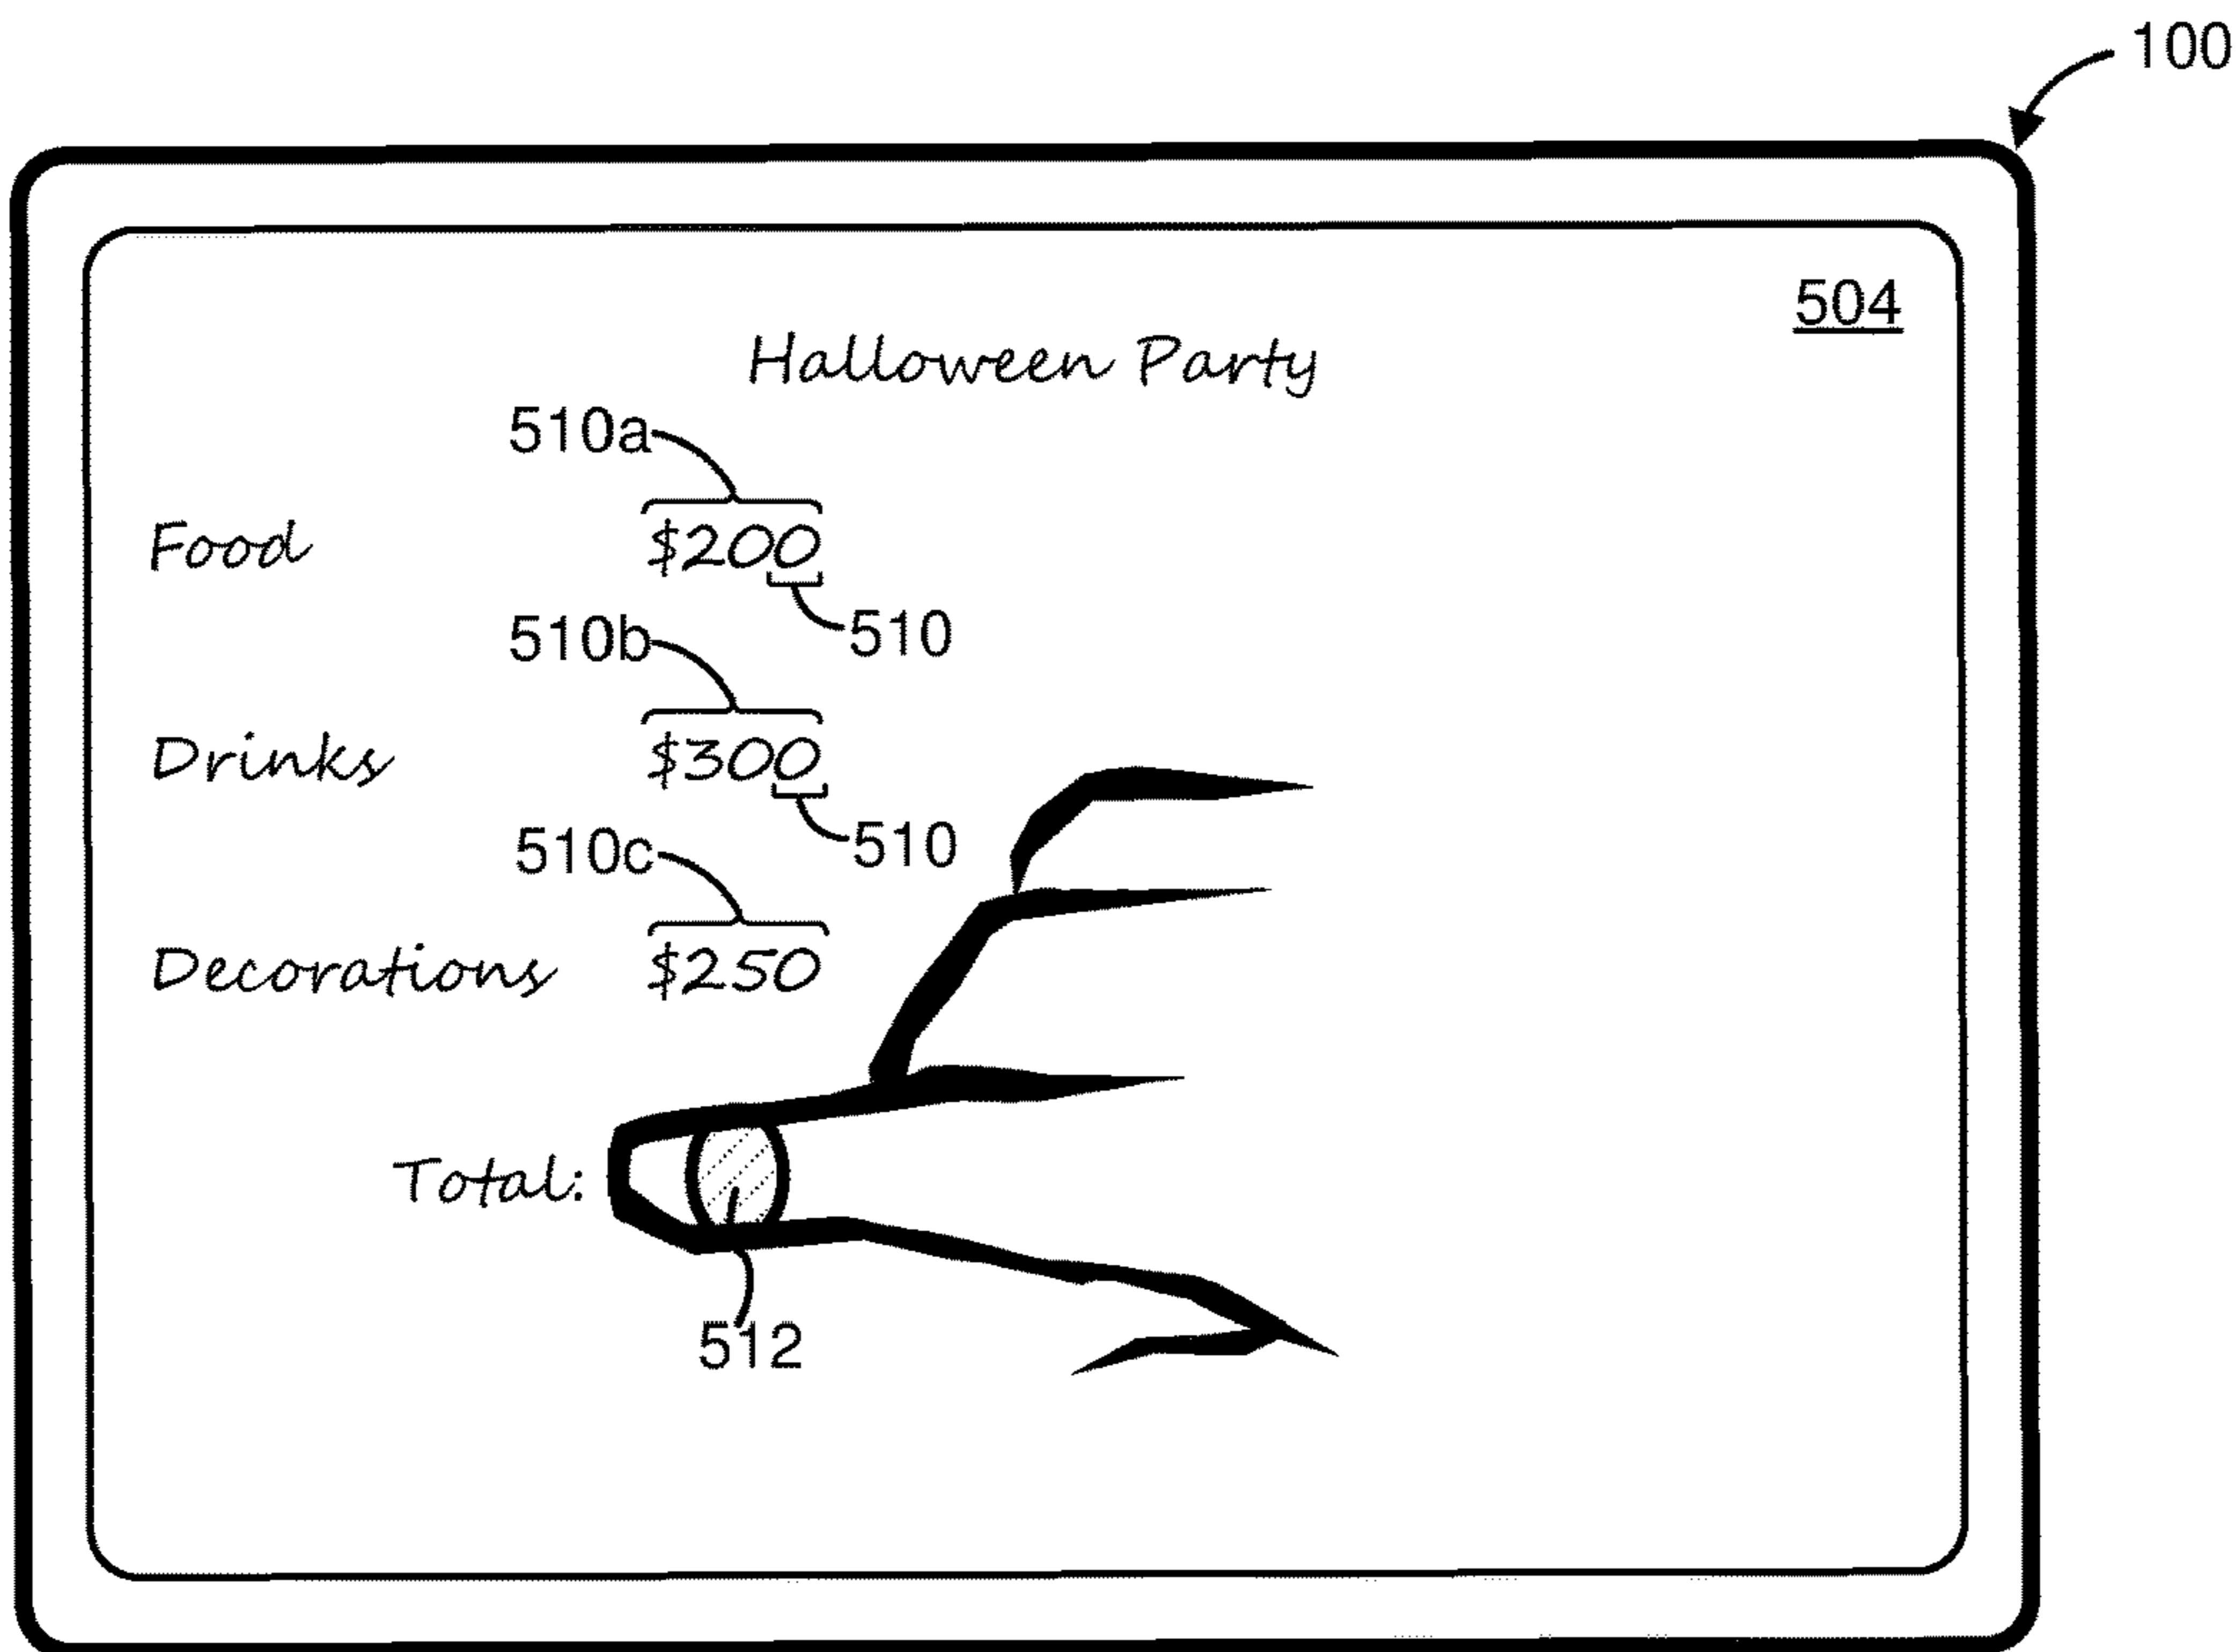 100
504
Halloween Party
510a
Food $200
510
510b
Drinks $300
510
510c
Decorations $250
Total:
512